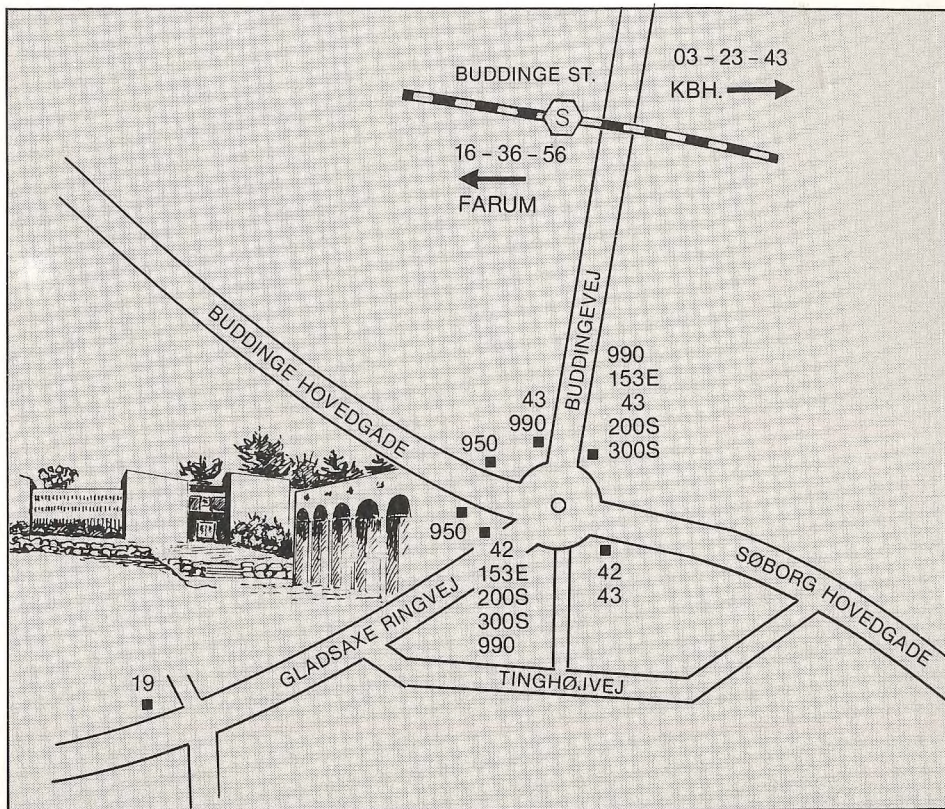 BUDDINGE ST.
S
03 - 23 - 43
KBH.
16 - 36 - 56
FARUM
BUDDINGE HOVEDGADE
BUDDINGEVEJ
43
990
950
990
153E
43
200S
300S
950
42
153E
200S
300S
990
42
43
SØBORG HOVEDGADE
GLADSAXE RINGVEJ
TINGHØJVEJ
19